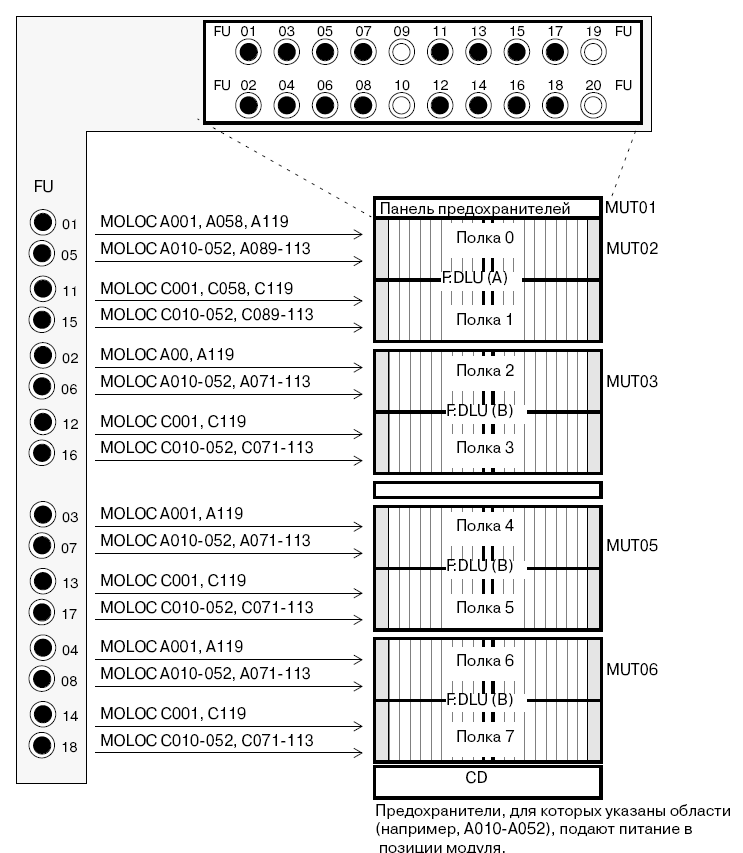 FU 01 03 05 07 09 11 13 15 17 19 FU
FU 02 04 06 08 10 12 14 16 18 20 FU
FU
Панель предохранителей MUT01
01 MOLOC A001, A058, A119
Полка 0
05 MOLOC A010-052, A089-113
MUT02
F:DLU (A)
11 MOLOC C001, C058, C119
15 MOLOC C010-052, C089-113
Полка 1
02 MOLOC A00, A119
Полка 2
06 MOLOC A010-052, A071-113
MUT03
F:DLU (B)
12 MOLOC C001, C119
16 MOLOC C010-052, C071-113
Полка 3
03 MOLOC A001, A119
Полка 4
07 MOLOC A010-052, A071-113
MUT05
F:DLU (B)
13 MOLOC C001, C119
17 MOLOC C010-052, C071-113
Полка 5
04 MOLOC A001, A119
Полка 6
08 MOLOC A010-052, A071-113
MUT06
F:DLU (B)
14 MOLOC C001, C119
18 MOLOC C010-052, C071-113
Полка 7
CD
Предохранители, для которых указаны области
(например, A010-A052), подают питание в
позиции модуля.